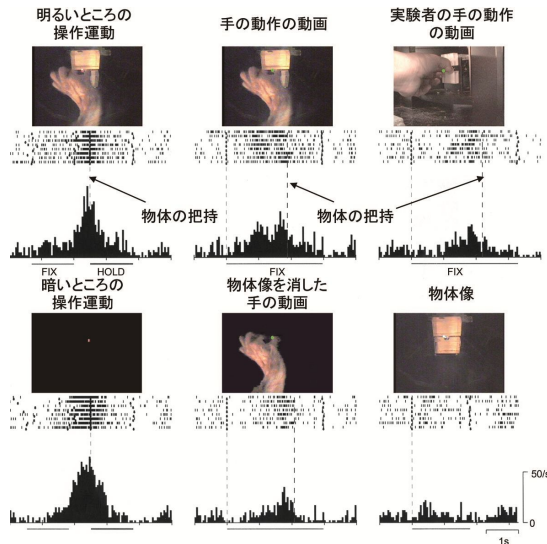 明るいところの
操作運動
手の動作の動画
実験者の手の動作
の動画
物体の把持
物体の把持
FIX
HOLD
FIX
FIX
暗いところの
操作運動
物体像を消した
手の動画
物体像
50/s
0
1s